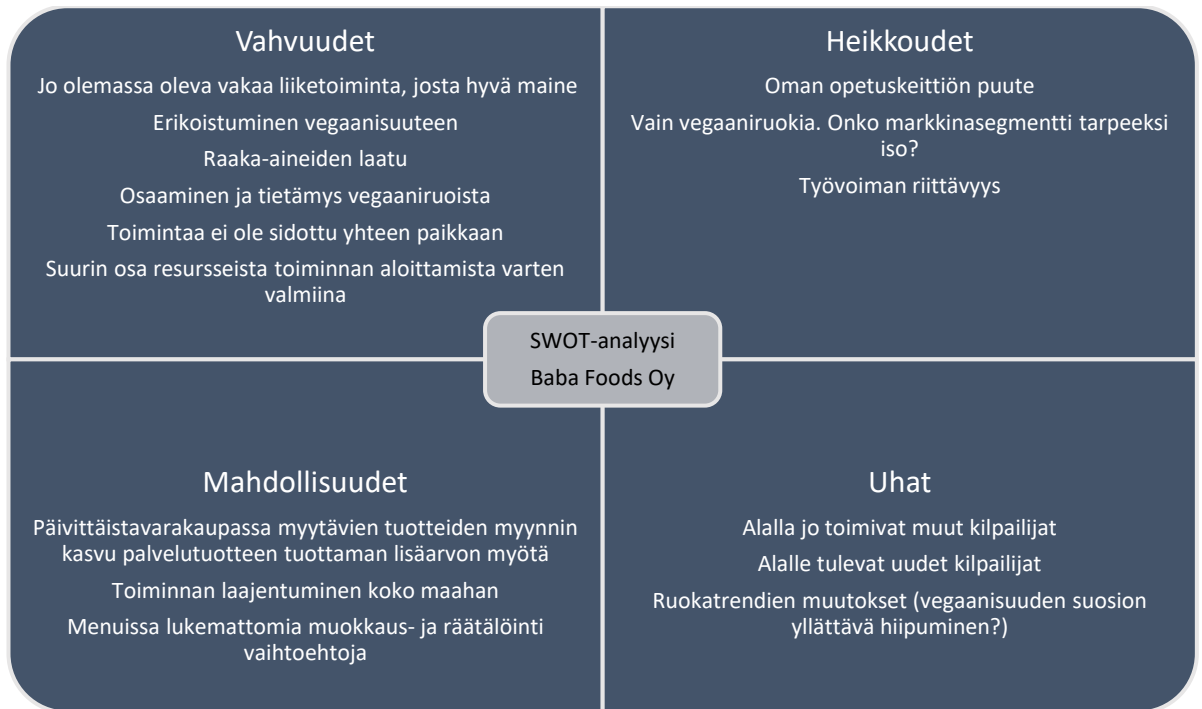 Vahvuudet
Jo olemassa oleva vakaa liiketoiminta, josta hyvä maine
Erikoistuminen vegaanisuuteen
Raaka-aineiden laatu
Osaaminen ja tietämys vegaaniruoista
Toimintaa ei ole sidottu yhteen paikkaan
Suurin osa resursseista toiminnan aloittamista varten
valmiina
Heikkoudet
Oman opetuskeittiön puute
Vain vegaaniruokia. Onko markkinasegmentti tarpeeksi
iso?
Työvoiman riittävyys
SWOT-analyysi
Baba Foods Oy
Mahdollisuudet
Päivittäistavarakaupassa myytävien tuotteiden myynnin
kasvu palvelutuotteen tuottaman lisäarvon myötä
Toiminnan laajentuminen koko maahan
Menuissa lukemattomia muokkaus- ja räätälöinti
vaihtoehtoja
Uhat
Alalla jo toimivat muut kilpailijat
Alalle tulevat uudet kilpailijat
Ruokatrendien muutokset (vegaanisuuden suosion
yllättävä hiipuminen?)